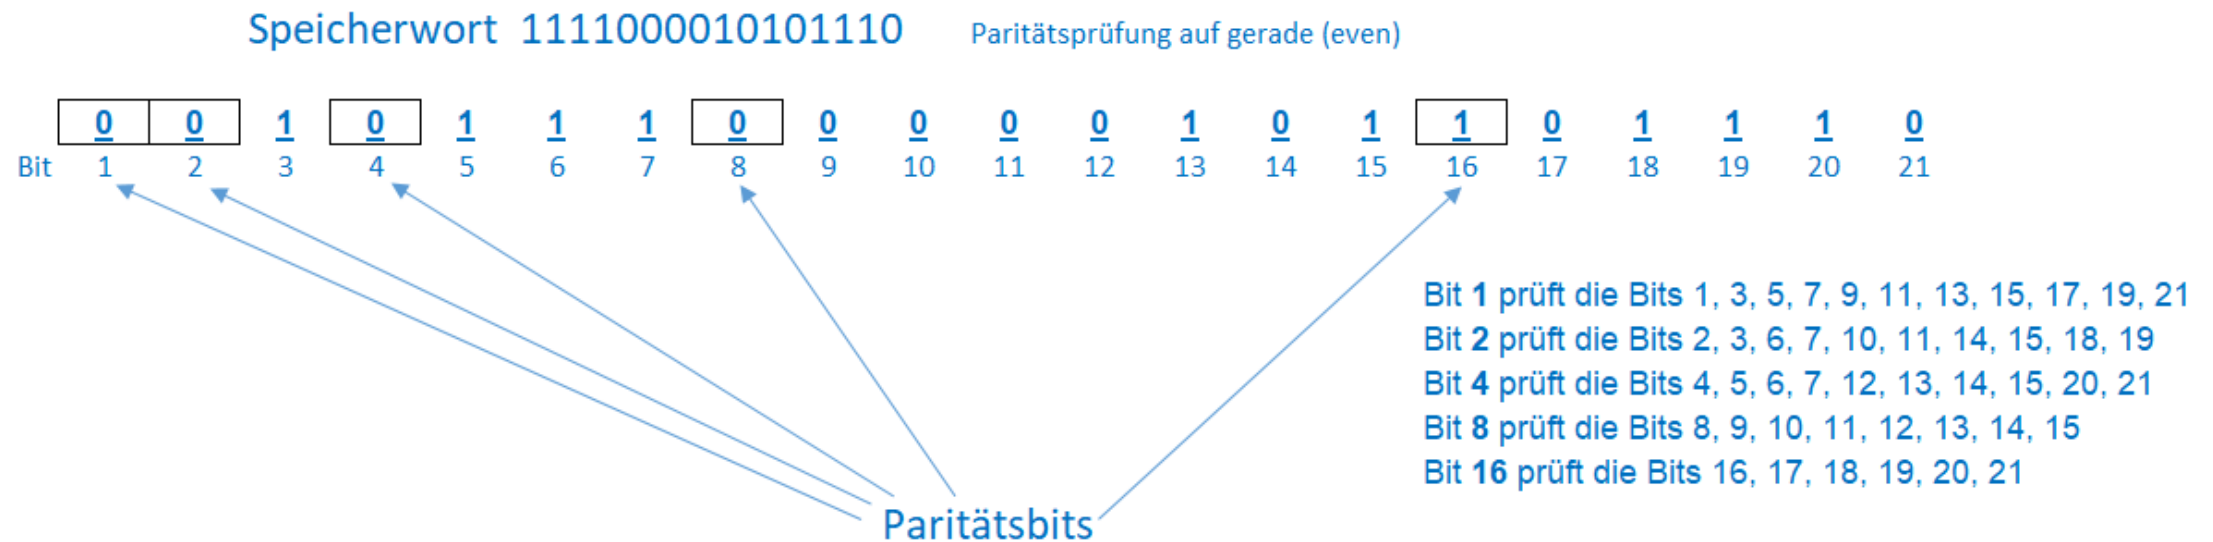 Speicherwort 1111000010101110 Paritätsprüfung auf gerade (even)
0 0 1 0 1 1 1 0 0 0 0 0 1 0 1 1 0 1 1 1 0
Bit 1 2 3 4 5 6 7 8 9 10 11 12 13 14 15 16 17 18 19 20 21
Bit 1 prüft die Bits 1, 3, 5, 7, 9, 11, 13, 15, 17, 19, 21
Bit 2 prüft die Bits 2, 3, 6, 7, 10, 11, 14, 15, 18, 19
Bit 4 prüft die Bits 4, 5, 6, 7, 12, 13, 14, 15, 20, 21
Bit 8 prüft die Bits 8, 9, 10, 11, 12, 13, 14, 15
Bit 16 prüft die Bits 16, 17, 18, 19, 20, 21
Paritätsbits